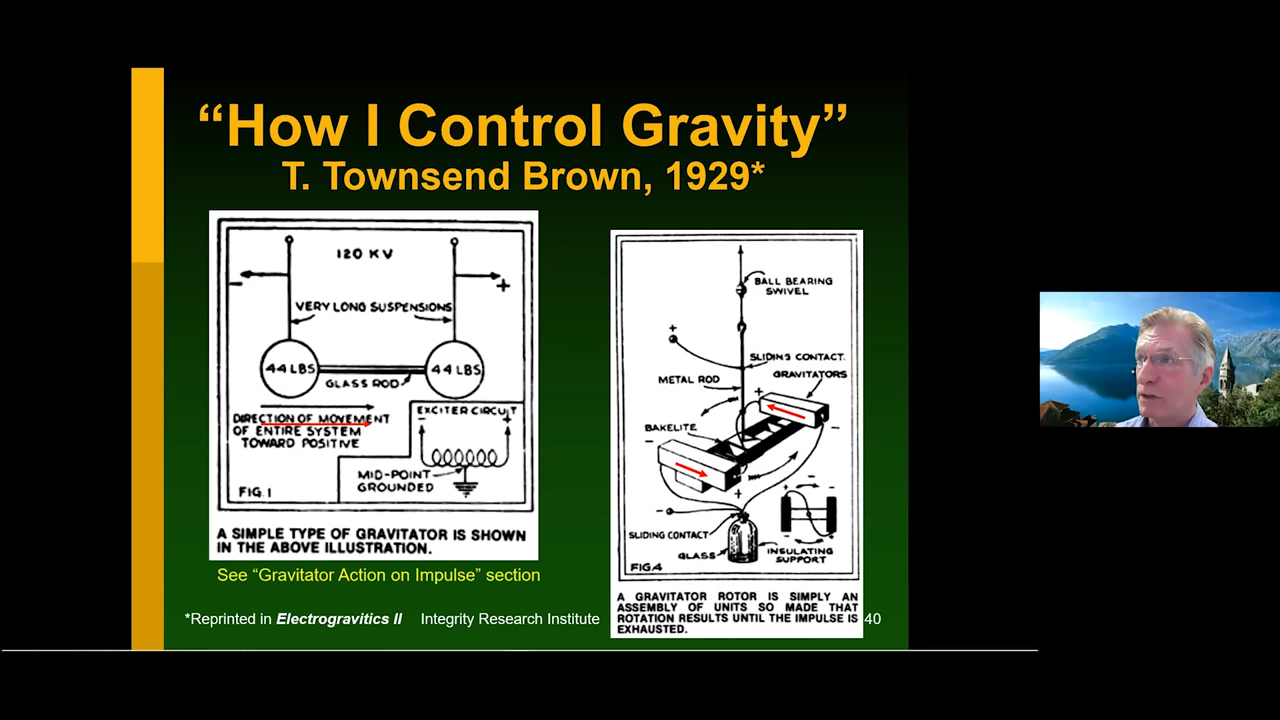 “How I Control Gravity”
T. Townsend Brown, 1929*
120 KV
-
+
VERY LONG SUSPENSIONS
44 LBS
44 LBS
GLASS ROD
DIRECTION OF MOVEMENT
OF ENTIRE SYSTEM
TOWARD POSITIVE
EXCITER CIRCUIT
- +
MID-POINT
GROUNDED
FIG.1
A SIMPLE TYPE OF GRAVITATOR IS SHOWN
IN THE ABOVE ILLUSTRATION.
See “Gravitator Action on Impulse” section
BALL BEARING
SWIVEL
+
SLIDING CONTACT.
GRAVITATORS
METAL ROD
+
BAKELITE
-
-
+
-
+ -
- +
SLIDING CONTACT
GLASS
INSULATING
SUPPORT
FIG.4
A GRAVITATOR ROTOR IS SIMPLY AN
ASSEMBLY OF UNITS SO MADE THAT
ROTATION RESULTS UNTIL THE IMPULSE IS
EXHAUSTED.
*Reprinted in Electrogravitics II Integrity Research Institute
40